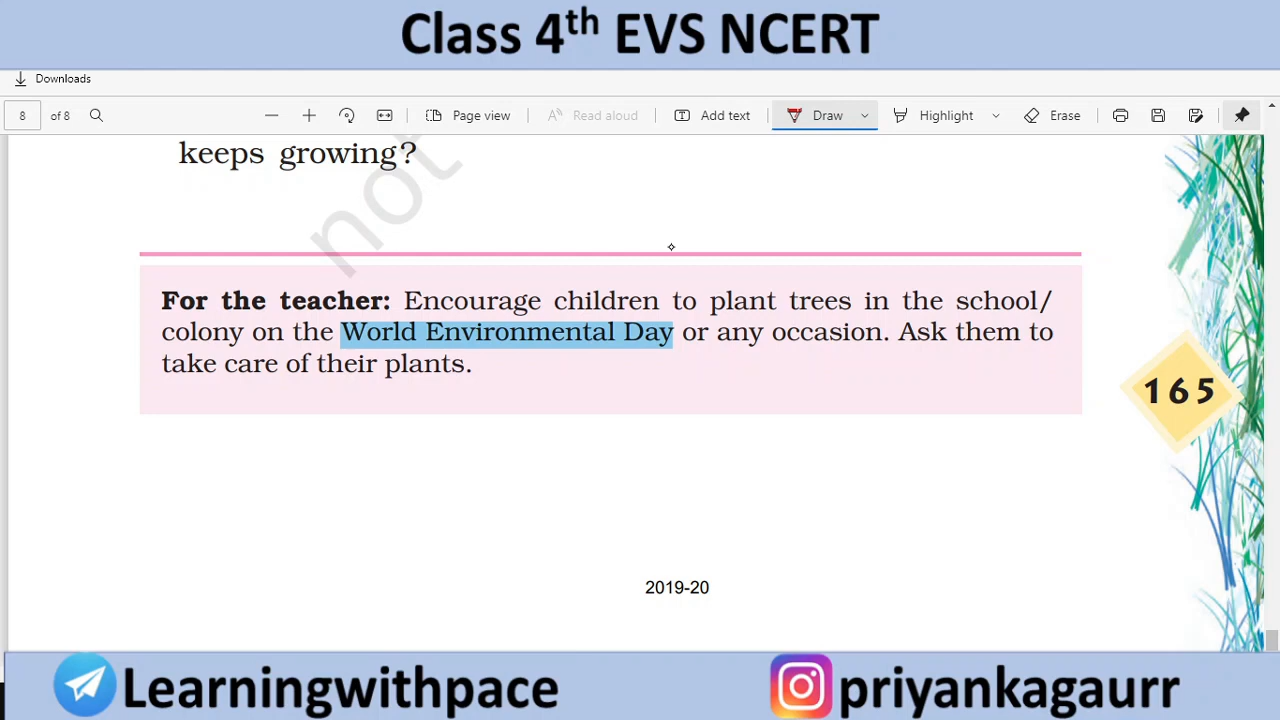 Class 4th EVS NCERT
Downloads
8 of 8 Page view Read aloud Add text Draw Highlight Erase
keeps growing?
not
For the teacher: Encourage children to plant trees in the school/
colony on the World Environmental Day or any occasion. Ask them to
take care of their plants.
165
2019-20
Learningwithpace priyankagaurr